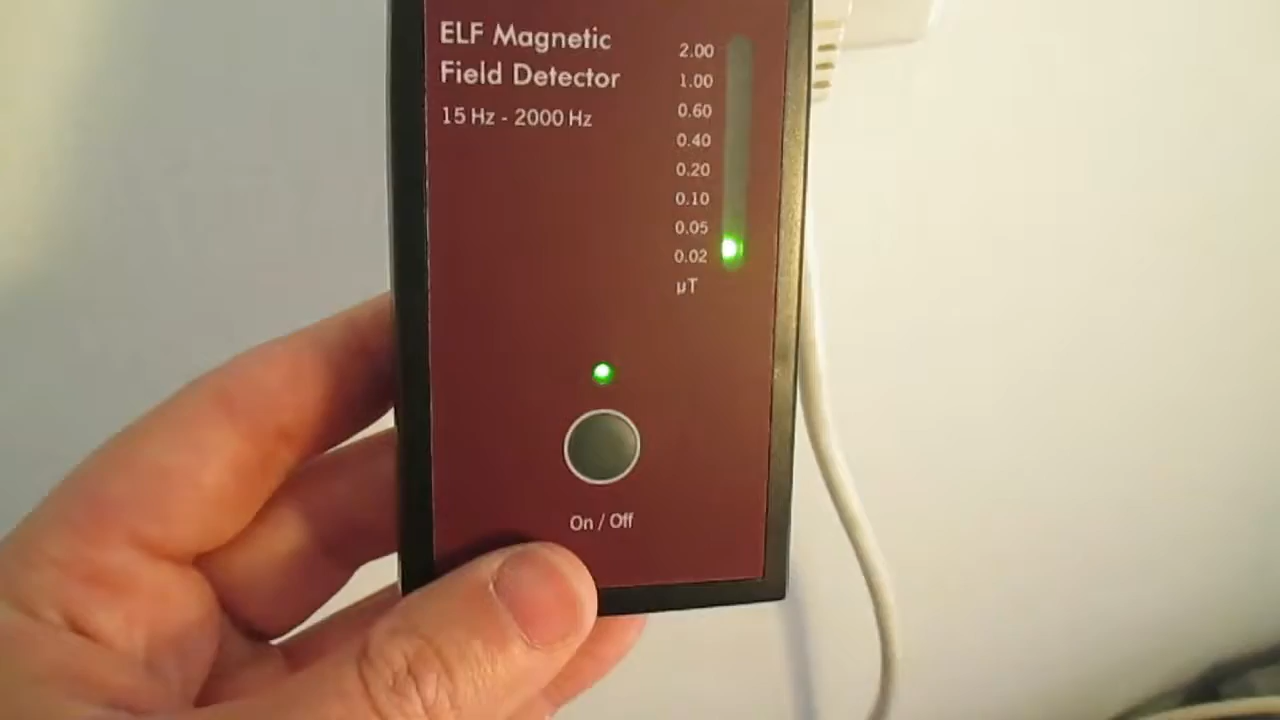 ELF Magnetic
Field Detector
15 Hz - 2000 Hz
2.00
1.00
0.60
0.40
0.20
0.10
0.05
0.02
µT
On / Off